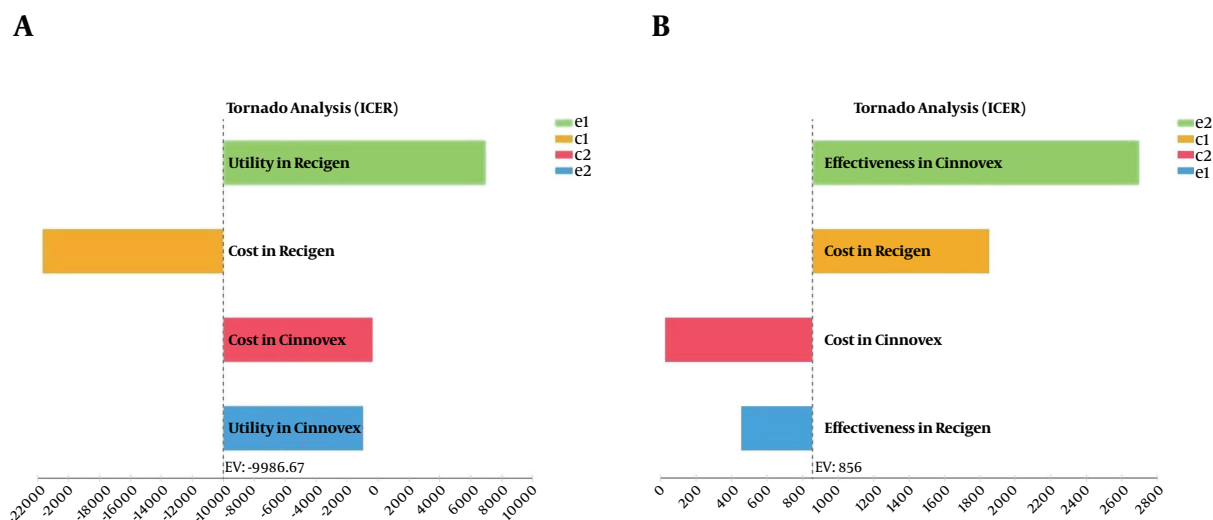 A
Tornado Analysis (ICER)
e1
c1
c2
e2
Utility in Recigen
Cost in Recigen
Cost in Cinnovex
Utility in Cinnovex
EV: -9986.67
-22000 -20000 -18000 -16000 -14000 -12000 -10000 -8000 -6000 -4000 -2000 0 2000 4000 6000 8000 10000
B
Tornado Analysis (ICER)
e2
c1
c2
e1
Effectiveness in Cinnovex
Cost in Recigen
Cost in Cinnovex
Effectiveness in Recigen
EV: 856
0 200 400 600 800 1000 1200 1400 1600 1800 2000 2200 2400 2600 2800